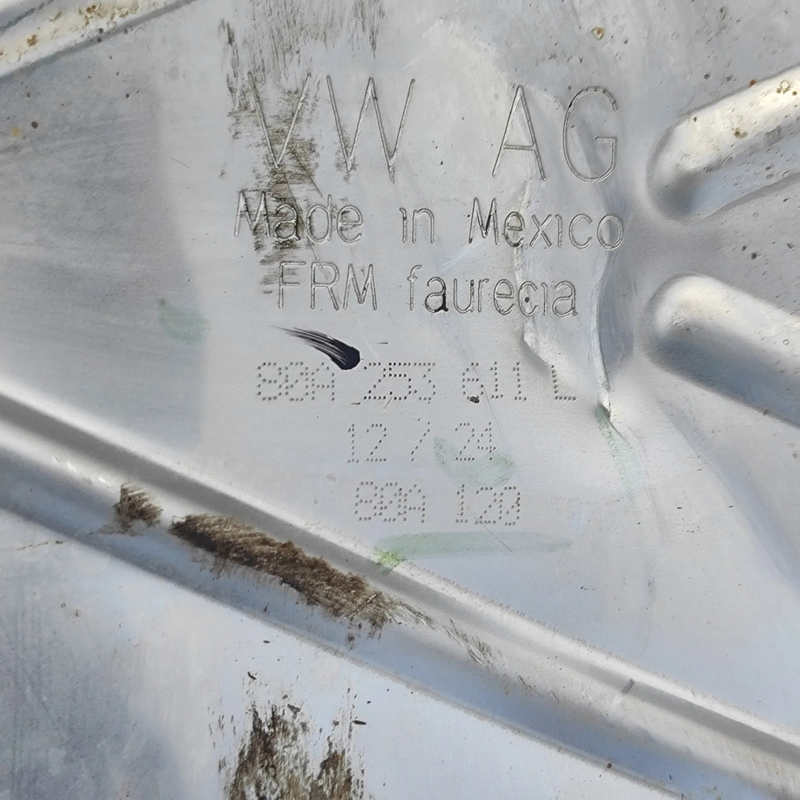 VW AG
Made in Mexico
FRM faurecia
80A 253 611 L
12 7 24
80A 120